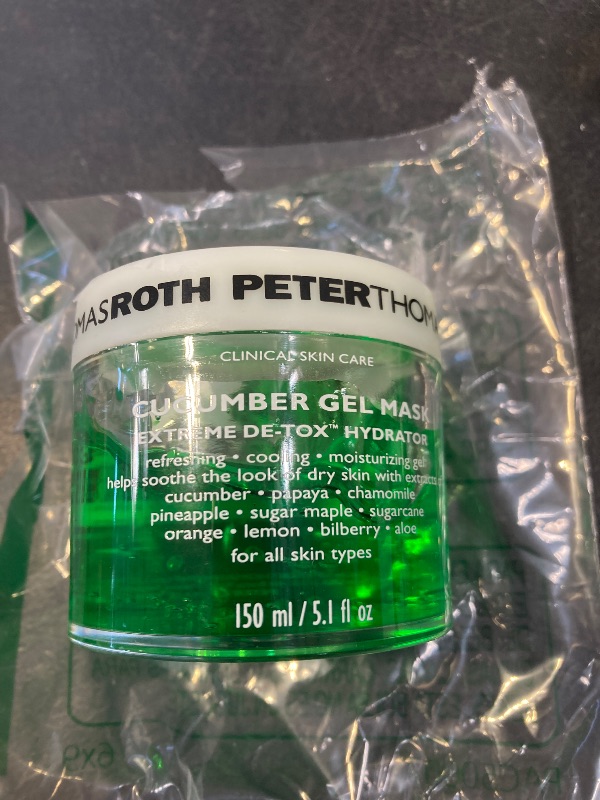 OMASROTH PETERTHOM
CLINICAL SKIN CARE
CUCUMBER GEL MASK
EXTREME DE-TOX™ HYDRATOR
refreshing • cooling • moisturizing gel
helps soothe the look of dry skin with extracts
cucumber • papaya • chamomile
pineapple • sugar maple • sugarcane
orange • lemon • bilberry • aloe
for all skin types
150 ml / 5.1 fl oz
6x9